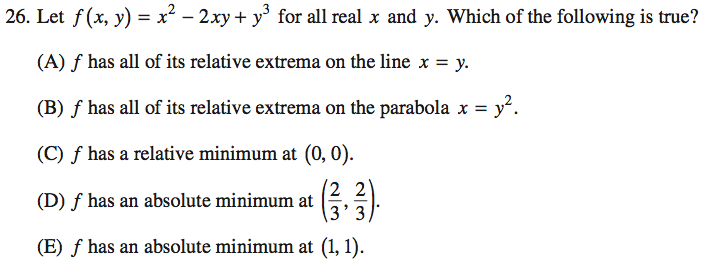 26. Let f(x, y) = x² − 2xy + y³ for all real x and y. Which of the following is true?
(A) f has all of its relative extrema on the line x = y.
(B) f has all of its relative extrema on the parabola x = y².
(C) f has a relative minimum at (0, 0).
(D) f has an absolute minimum at (2/3, 2/3).
(E) f has an absolute minimum at (1, 1).